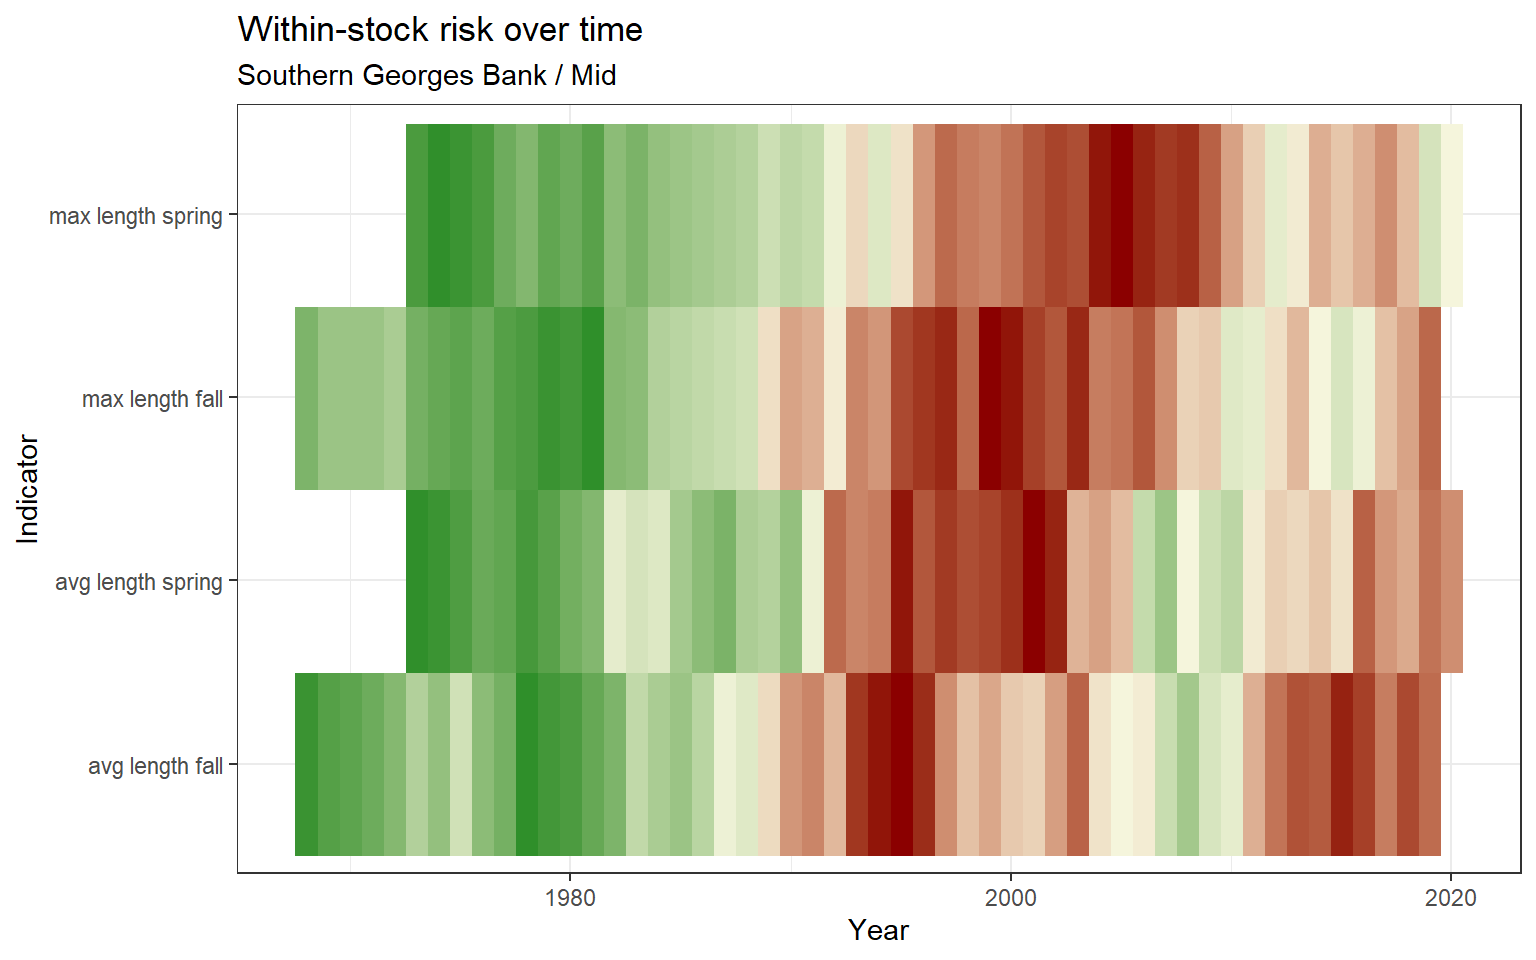 Within-stock risk over time
Southern Georges Bank / Mid
max length spring
max length fall
avg length spring
avg length fall
Indicator
1980
2000
2020
Year